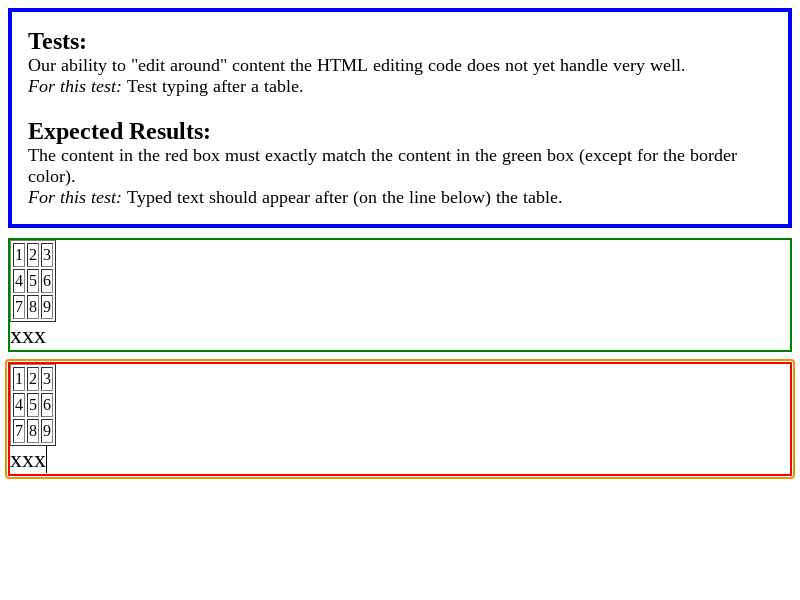 Tests:
Our ability to "edit around" content the HTML editing code does not yet handle very well.
For this test: Test typing after a table.
Expected Results:
The content in the red box must exactly match the content in the green box (except for the border
color).
For this test: Typed text should appear after (on the line below) the table.
1 2 3
4 5 6
7 8 9
xxx
1 2 3
4 5 6
7 8 9
xxx